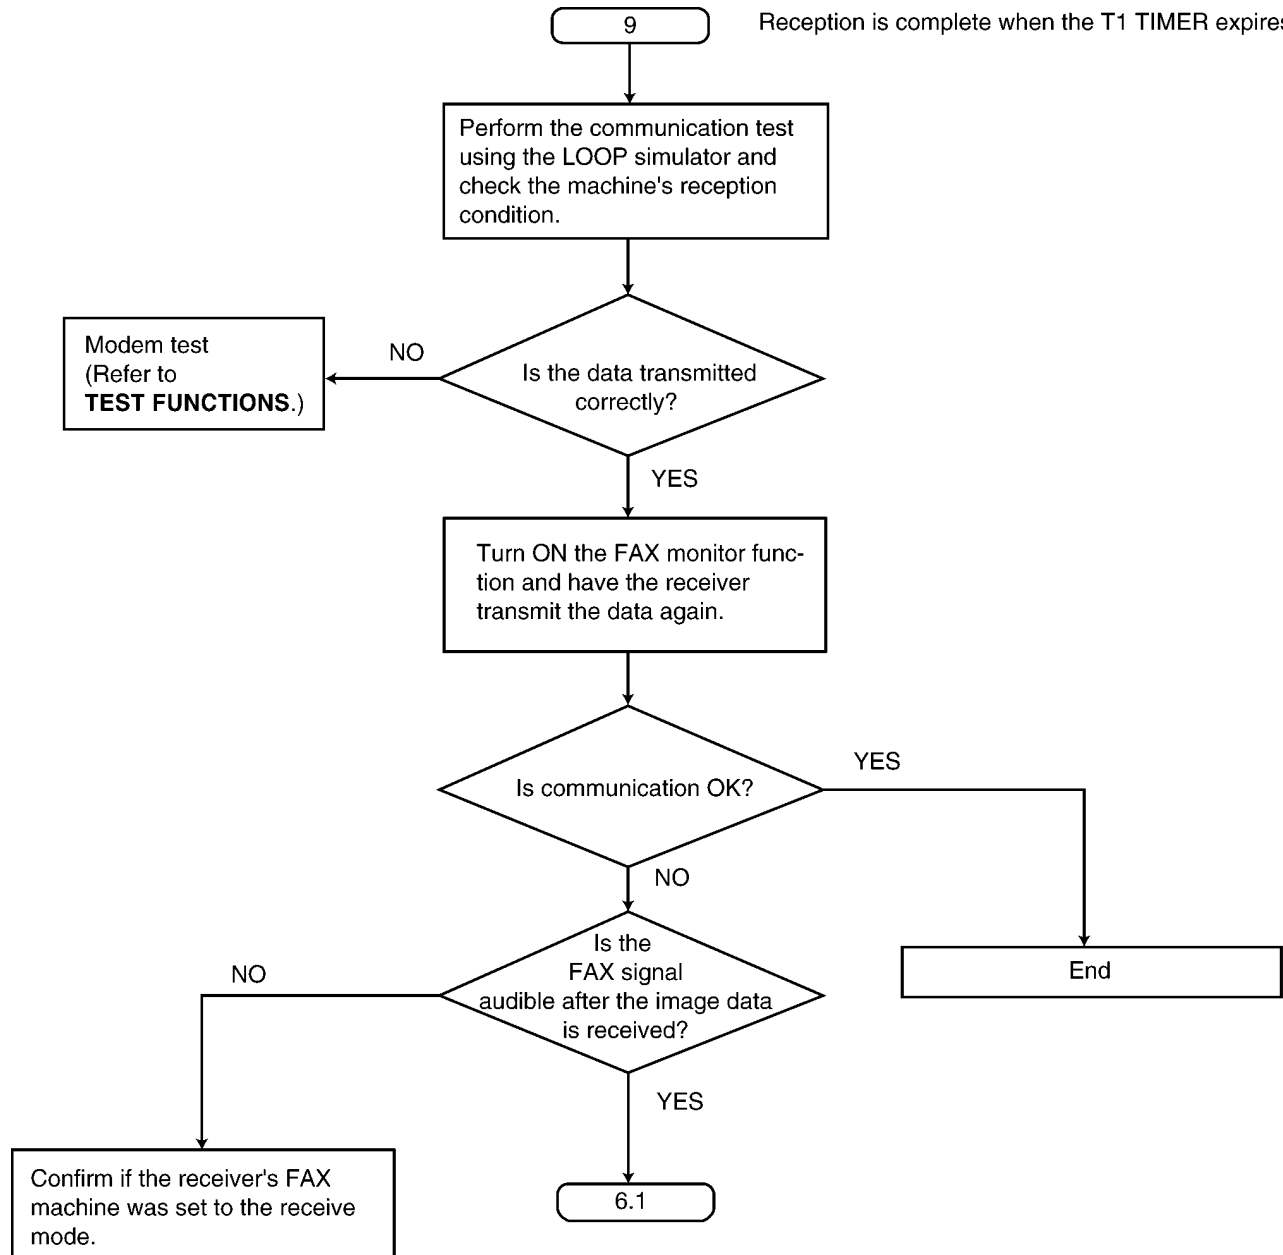 9
Reception is complete when the T1 TIMER expires
Perform the communication test
using the LOOP simulator and
check the machine's reception
condition.
NO
Modem test
(Refer to
TEST FUNCTIONS.)
Is the data transmitted
correctly?
YES
Turn ON the FAX monitor func-
tion and have the receiver
transmit the data again.
Is communication OK?
YES
NO
End
Is the
FAX signal
audible after the image data
is received?
NO
YES
Confirm if the receiver's FAX
machine was set to the receive
mode.
6.1